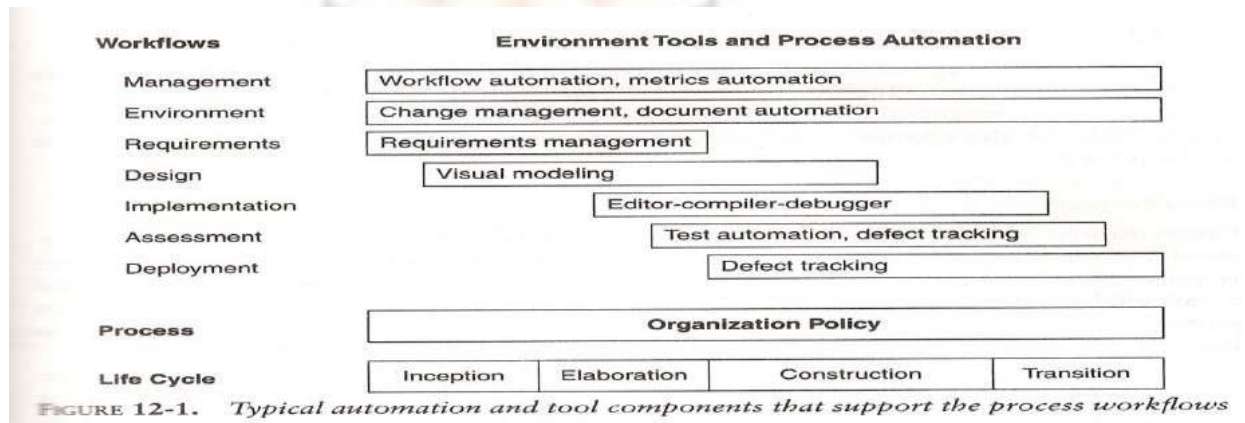 Workflows Environment Tools and Process Automation
Management Workflow automation, metrics automation
Environment Change management, document automation
Requirements Requirements management
Design Visual modeling
Implementation Editor-compiler-debugger
Assessment Test automation, defect tracking
Deployment Defect tracking
Process Organization Policy
Life Cycle Inception Elaboration Construction Transition
FIGURE 12-1. Typical automation and tool components that support the process workflows